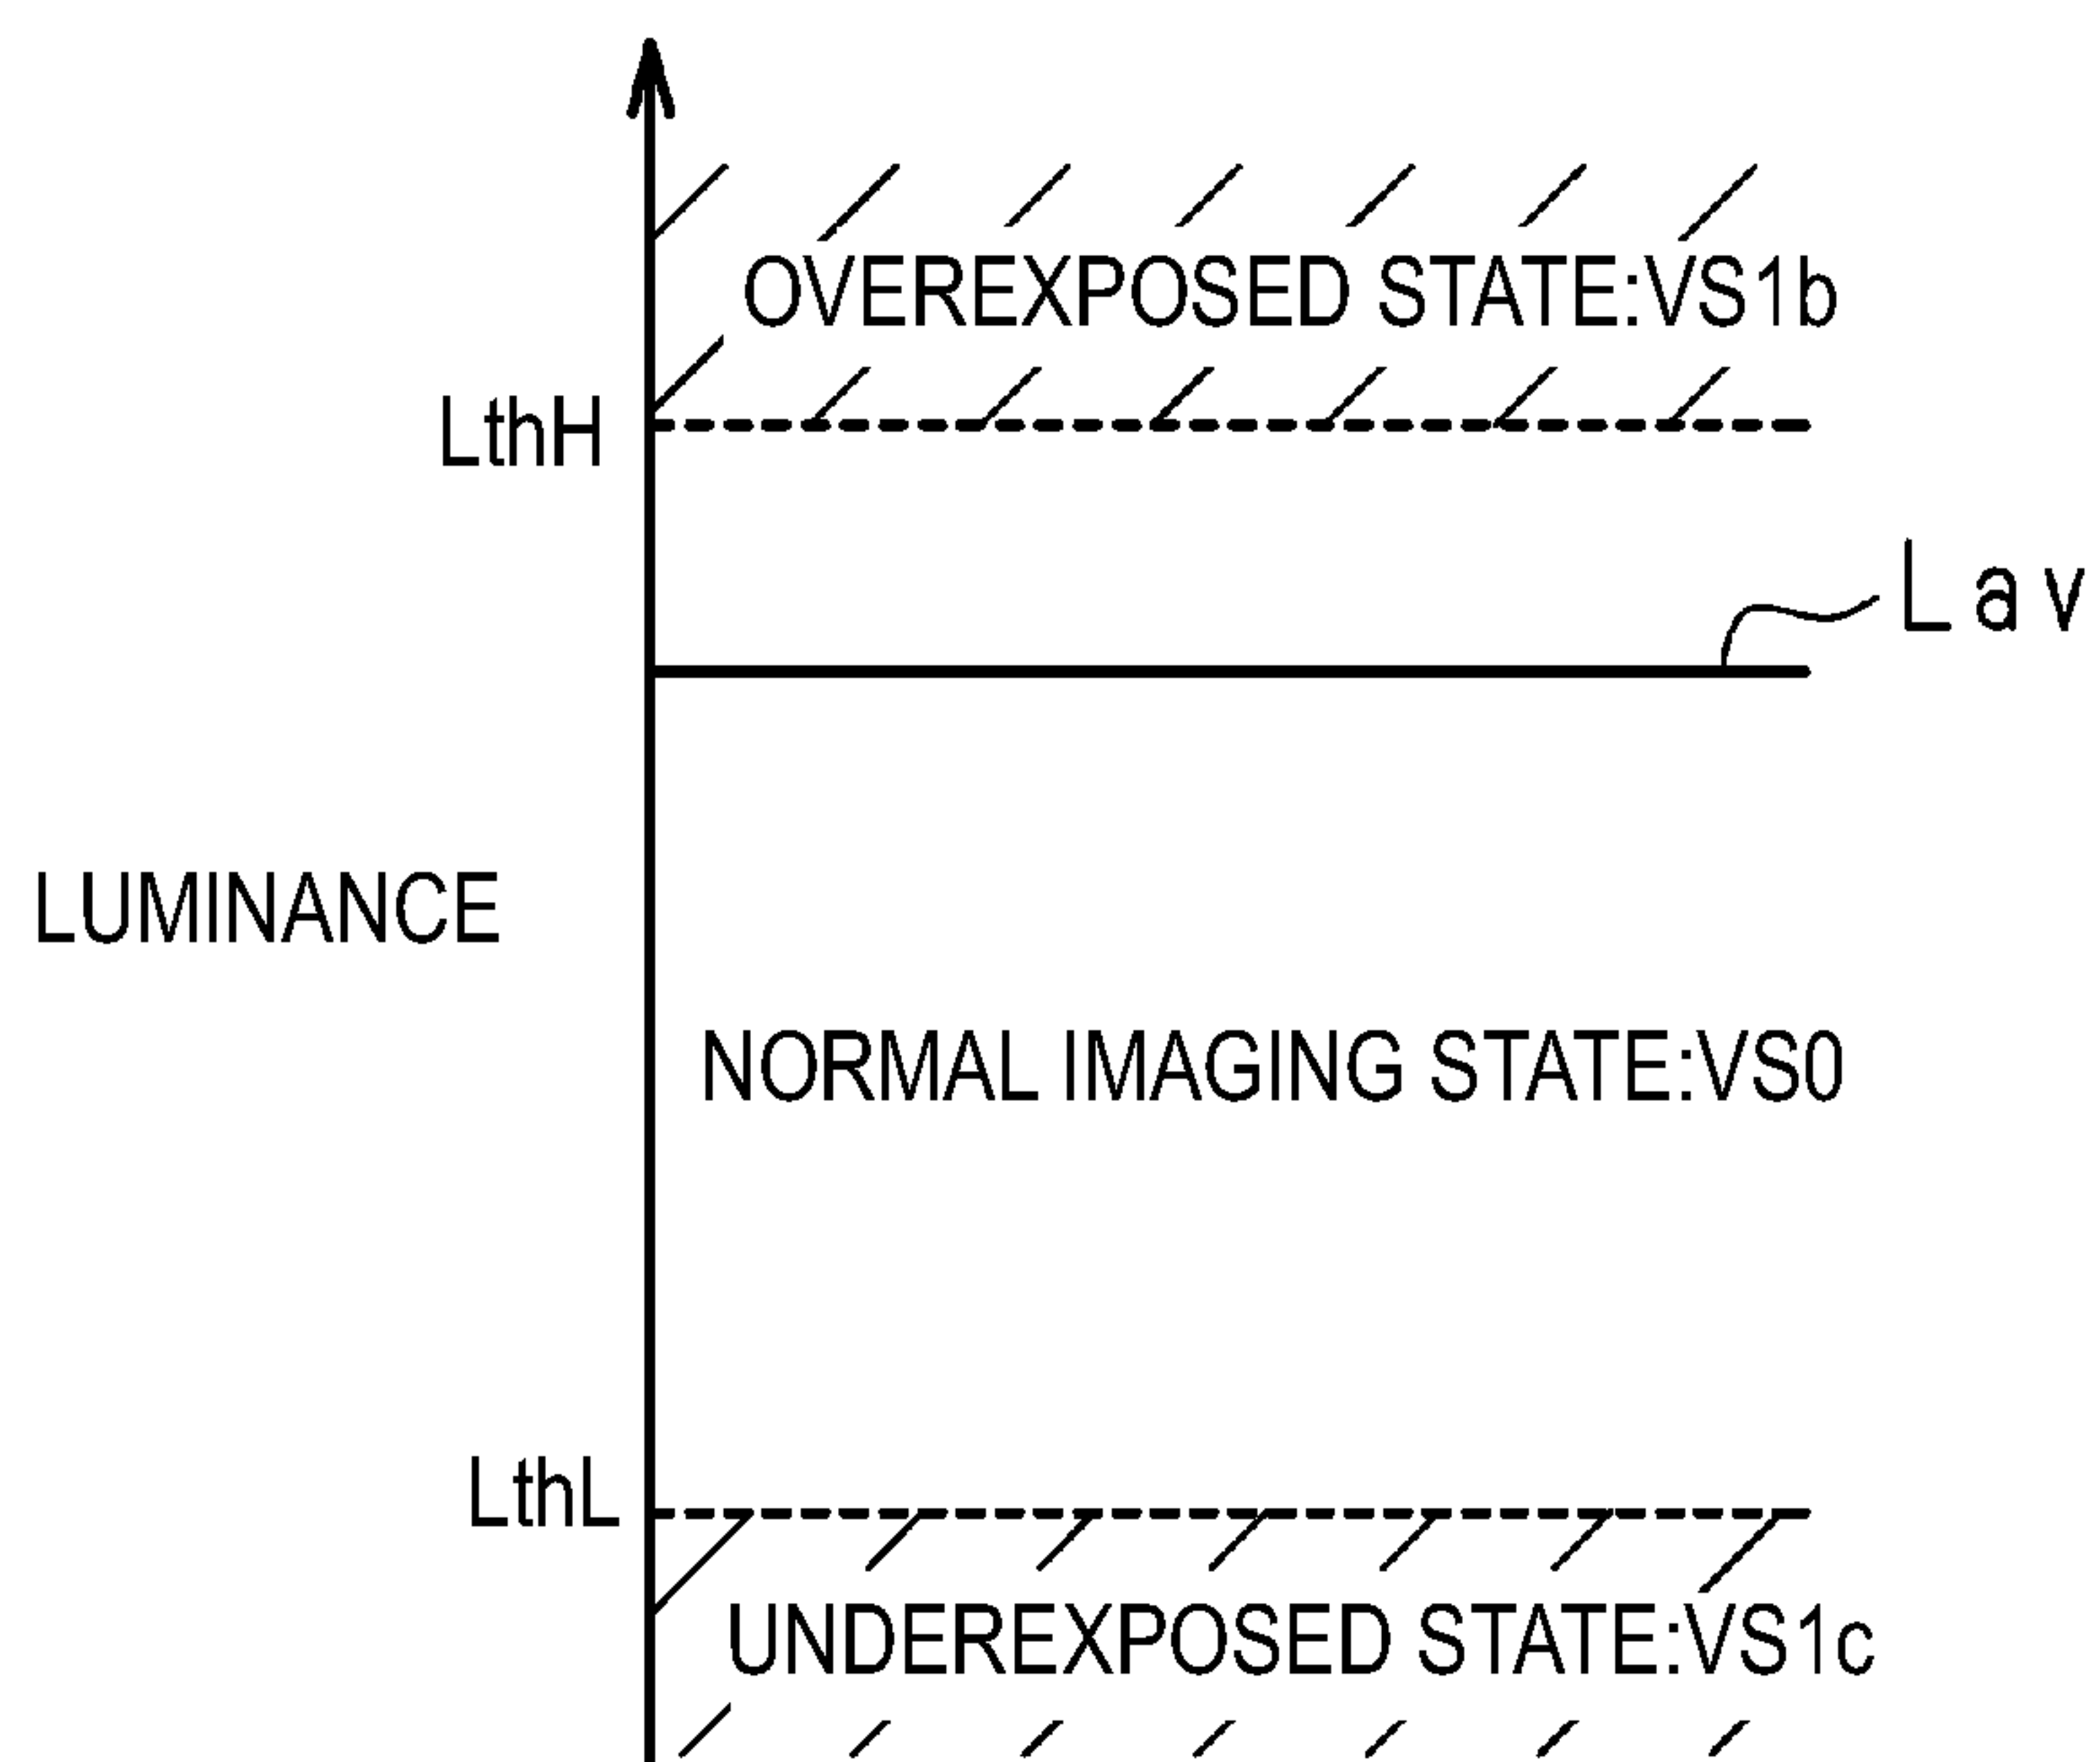 OVEREXPOSED STATE:VS1b
LthH
Lav
LUMINANCE
NORMAL IMAGING STATE:VS0
LthL
UNDEREXPOSED STATE:VS1c